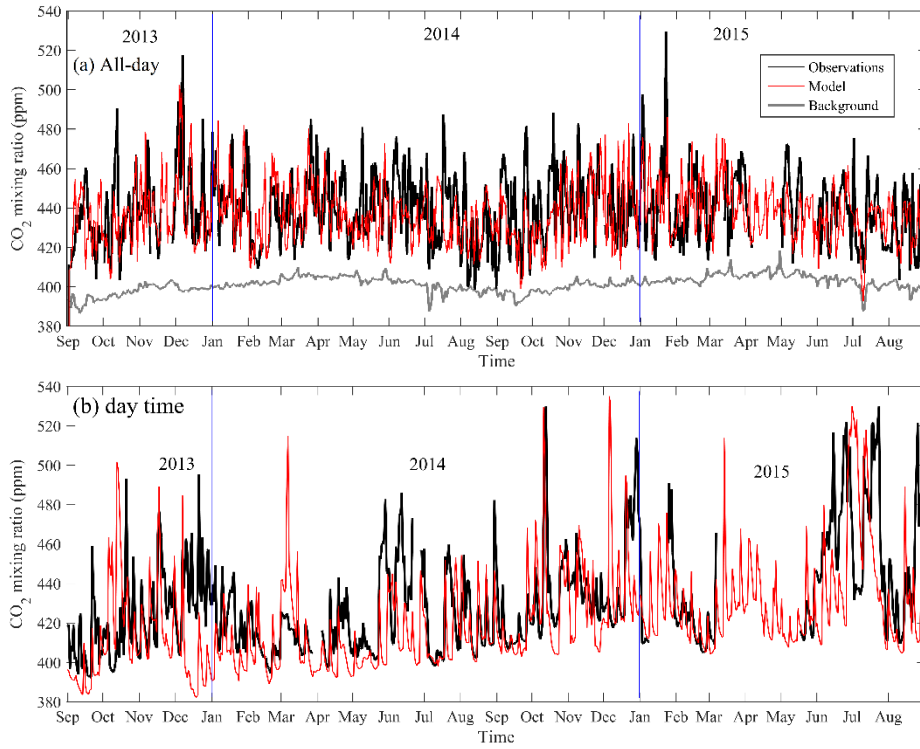 540
520
500
480
460
440
420
400
380
CO2 mixing ratio (ppm)
2013
2014
2015
(a) All-day
Observations
Model
Background
Sep Oct Nov Dec Jan Feb Mar Apr May Jun Jul Aug Sep Oct Nov Dec Jan Feb Mar Apr May Jun Jul Aug
Time
540
520
500
480
460
440
420
400
380
CO2 mixing ratio (ppm)
(b) day time
2013
2014
2015
Sep Oct Nov Dec Jan Feb Mar Apr May Jun Jul Aug Sep Oct Nov Dec Jan Feb Mar Apr May Jun Jul Aug
Time